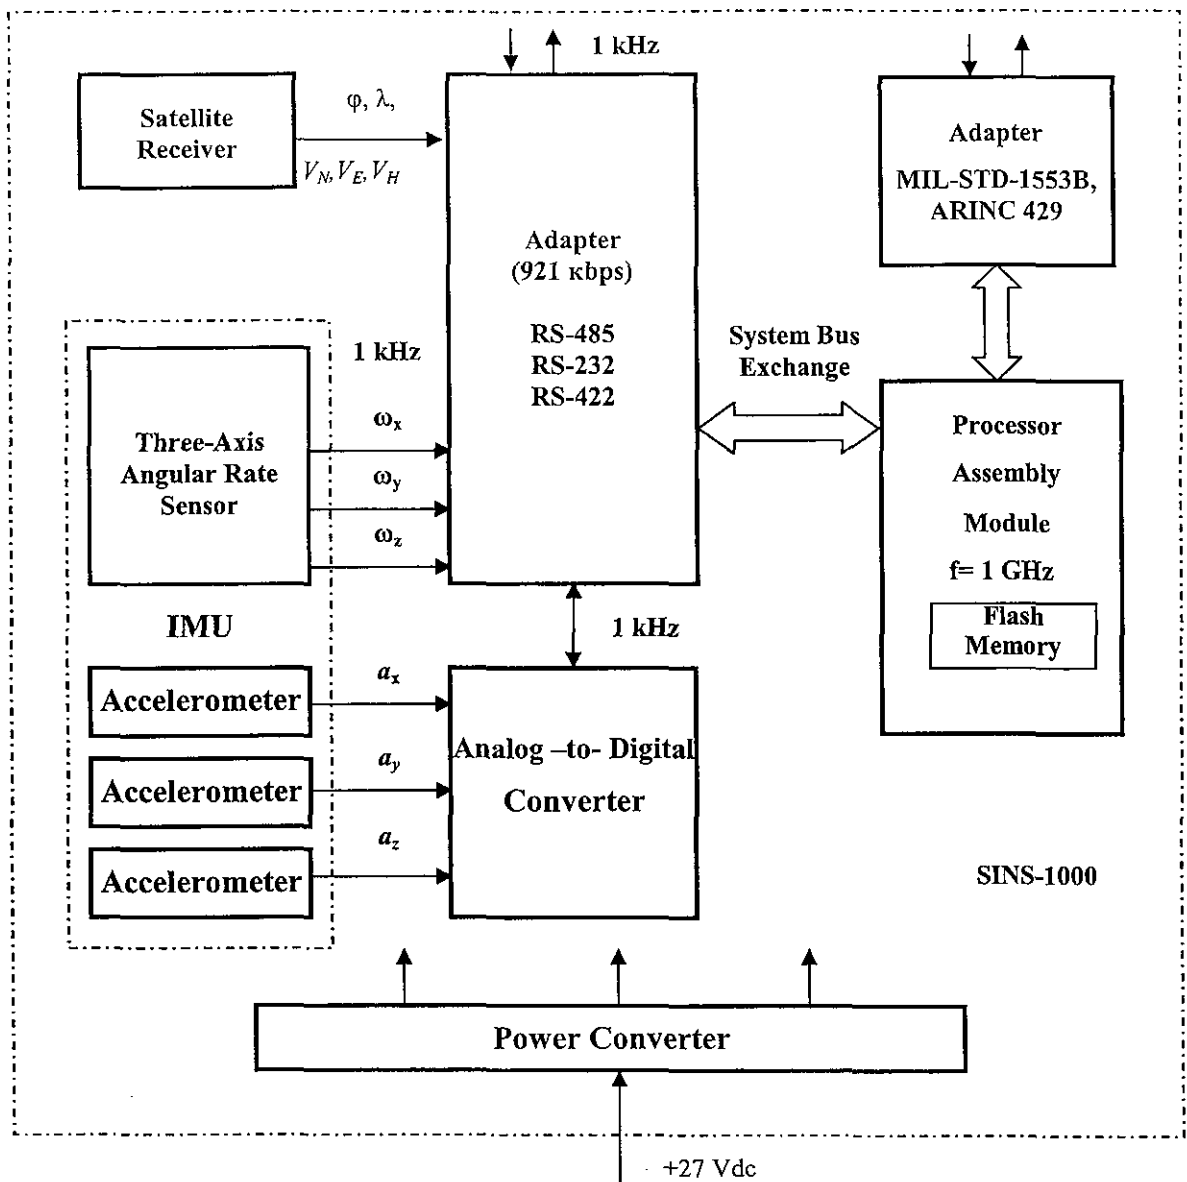 1 kHz
Satellite
Receiver
φ, λ,
V_N, V_E, V_H
Adapter
(921 кbps)
RS-485
RS-232
RS-422
Adapter
MIL-STD-1553B,
ARINC 429
System Bus
Exchange
1 kHz
Three-Axis
Angular Rate
Sensor
ω_x
ω_y
ω_z
IMU
1 kHz
Processor
Assembly
Module
f= 1 GHz
Flash
Memory
Accelerometer
a_x
Accelerometer
a_y
Accelerometer
a_z
Analog –to- Digital
Converter
SINS-1000
Power Converter
+27 Vdc